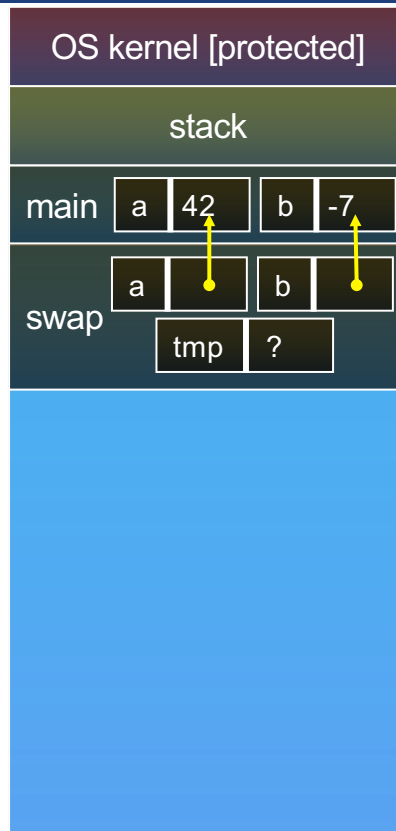 OS kernel [protected]
stack
main a 42 b -7
a b
swap
tmp ?